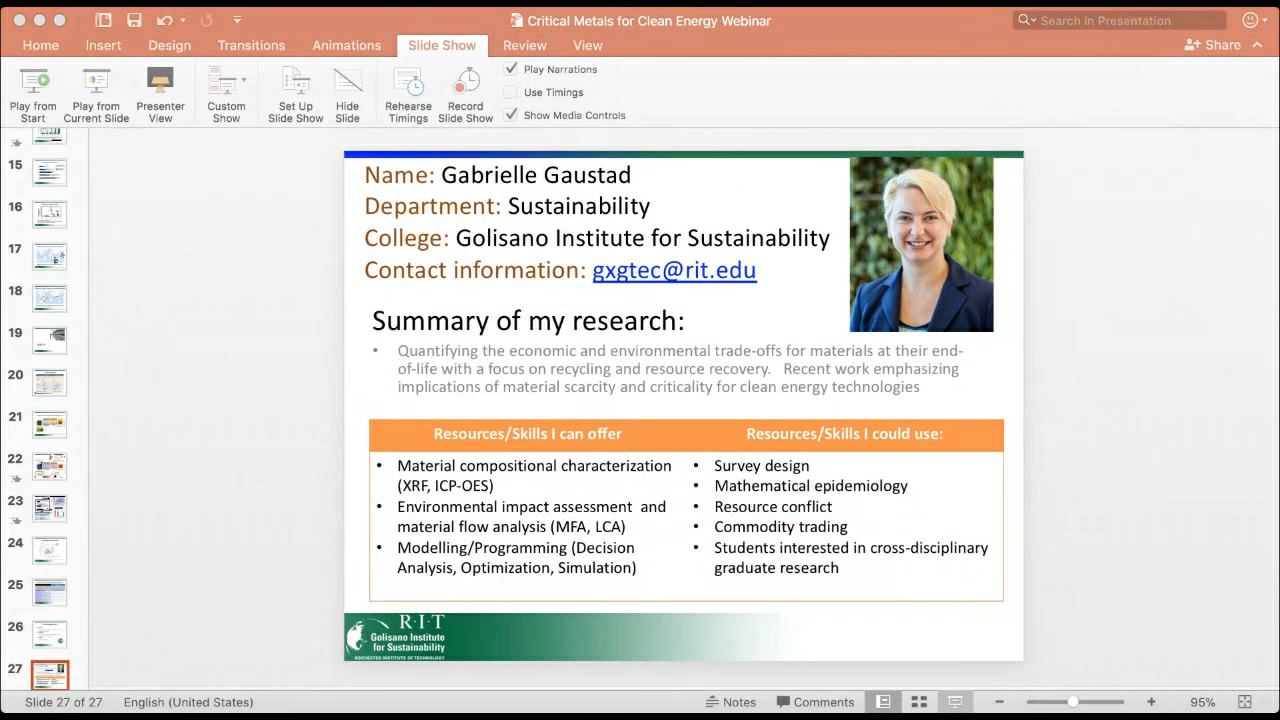 Critical Metals for Clean Energy Webinar
Search in Presentation
Home
Insert
Design
Transitions
Animations
Slide Show
Review
View
Share
Play from
Start
Play from
Current Slide
Presenter
View
Custom
Show
Set Up
Slide Show
Hide
Slide
Rehearse
Timings
Record
Slide Show
Play Narrations
Use Timings
Show Media Controls
15
16
17
18
19
20
21
22
23
24
25
26
27
Name: Gabrielle Gaustad
Department: Sustainability
College: Golisano Institute for Sustainability
Contact information: gxgtec@rit.edu
Summary of my research:
• Quantifying the economic and environmental trade-offs for materials at their end-
of-life with a focus on recycling and resource recovery. Recent work emphasizing
implications of material scarcity and criticality for clean energy technologies
Resources/Skills I can offer
• Material compositional characterization
(XRF, ICP-OES)
• Environmental impact assessment and
material flow analysis (MFA, LCA)
• Modelling/Programming (Decision
Analysis, Optimization, Simulation)
Resources/Skills I could use:
• Survey design
• Mathematical epidemiology
• Resource conflict
• Commodity trading
• Students interested in cross-disciplinary
graduate research
R·I·T
Golisano Institute
for Sustainability
ROCHESTER INSTITUTE OF TECHNOLOGY
Slide 27 of 27
English (United States)
Notes
Comments
95%